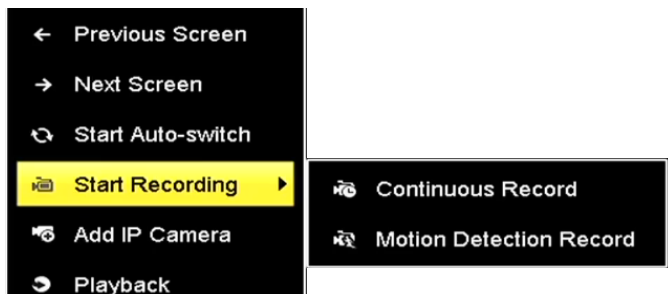 Previous Screen
Next Screen
Start Auto-switch
Start Recording
Continuous Record
Add IP Camera
Motion Detection Record
Playback